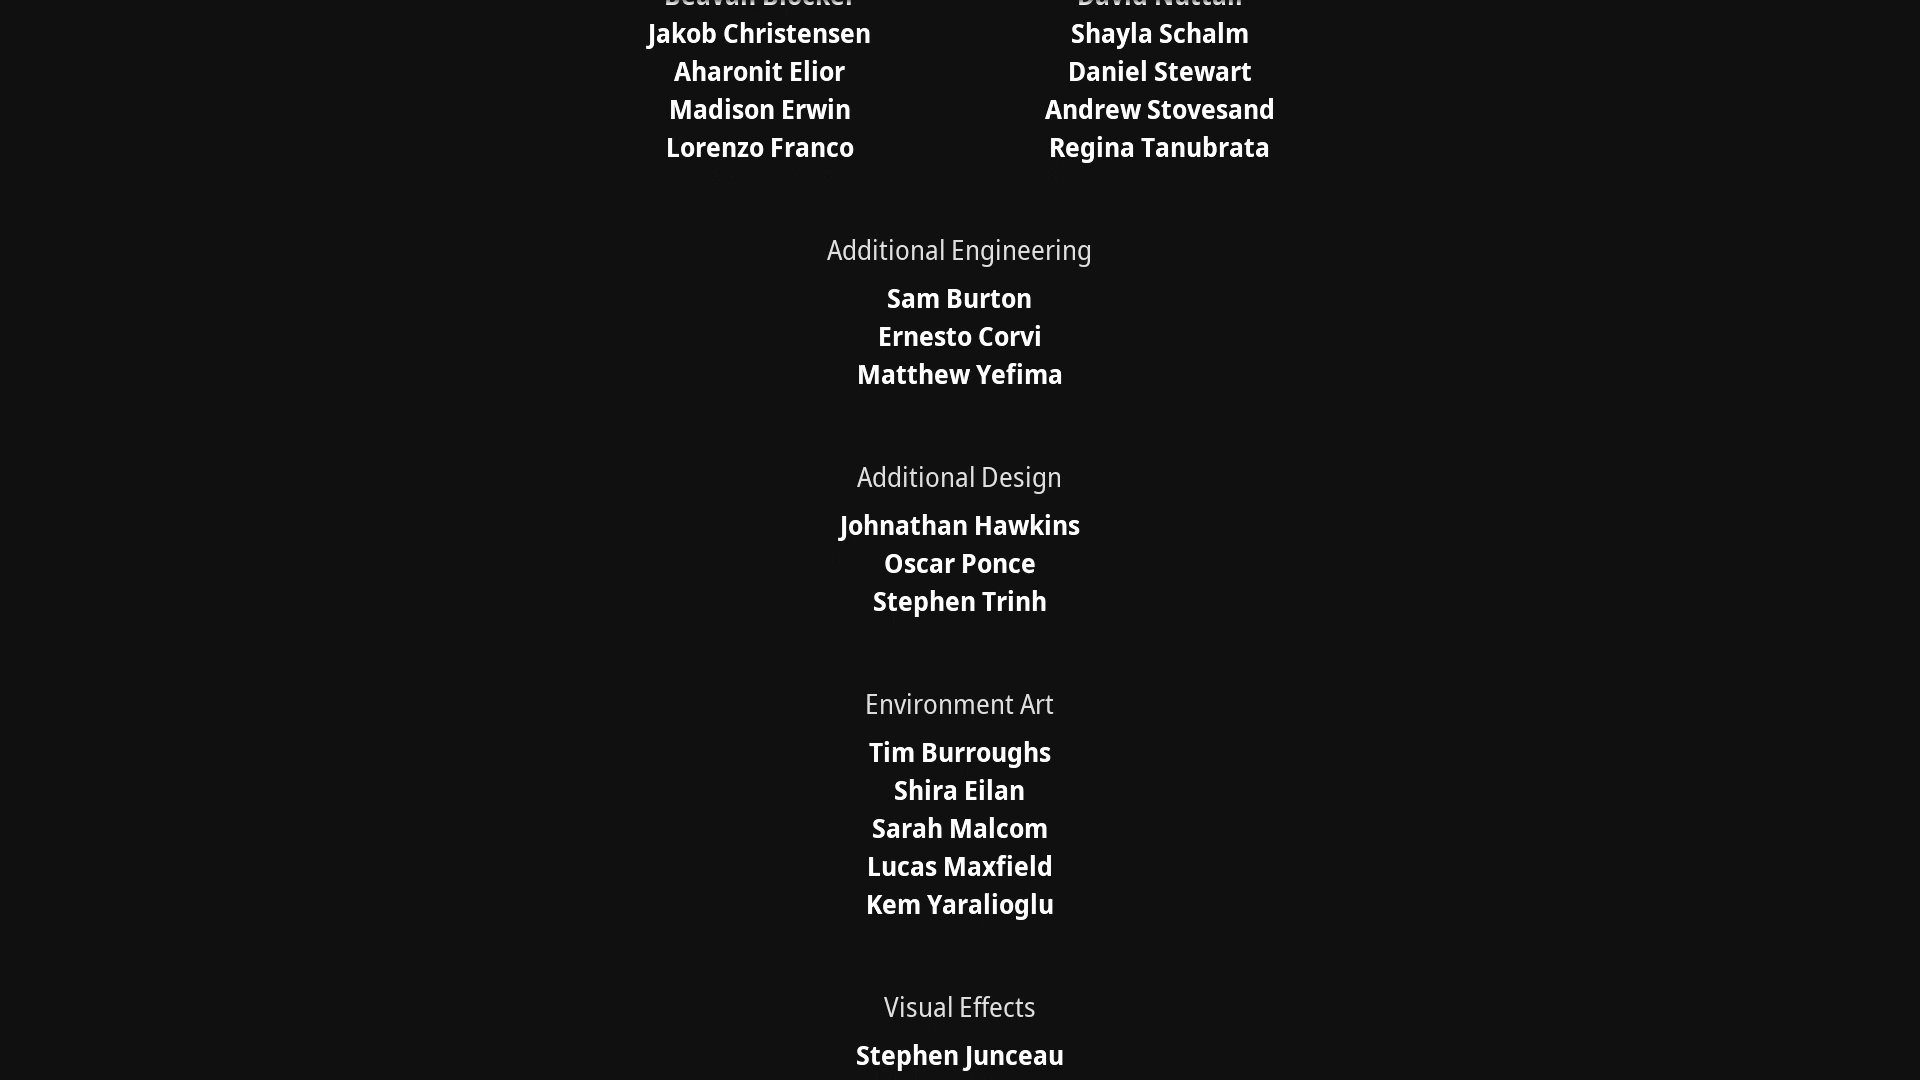 Jakob Christensen
Shayla Schalm
Aharonit Elior
Daniel Stewart
Madison Erwin
Andrew Stovesand
Lorenzo Franco
Regina Tanubrata
Additional Engineering
Sam Burton
Ernesto Corvi
Matthew Yefima
Additional Design
Johnathan Hawkins
Oscar Ponce
Stephen Trinh
Environment Art
Tim Burroughs
Shira Eilan
Sarah Malcom
Lucas Maxfield
Kem Yaralioglu
Visual Effects
Stephen Junceau